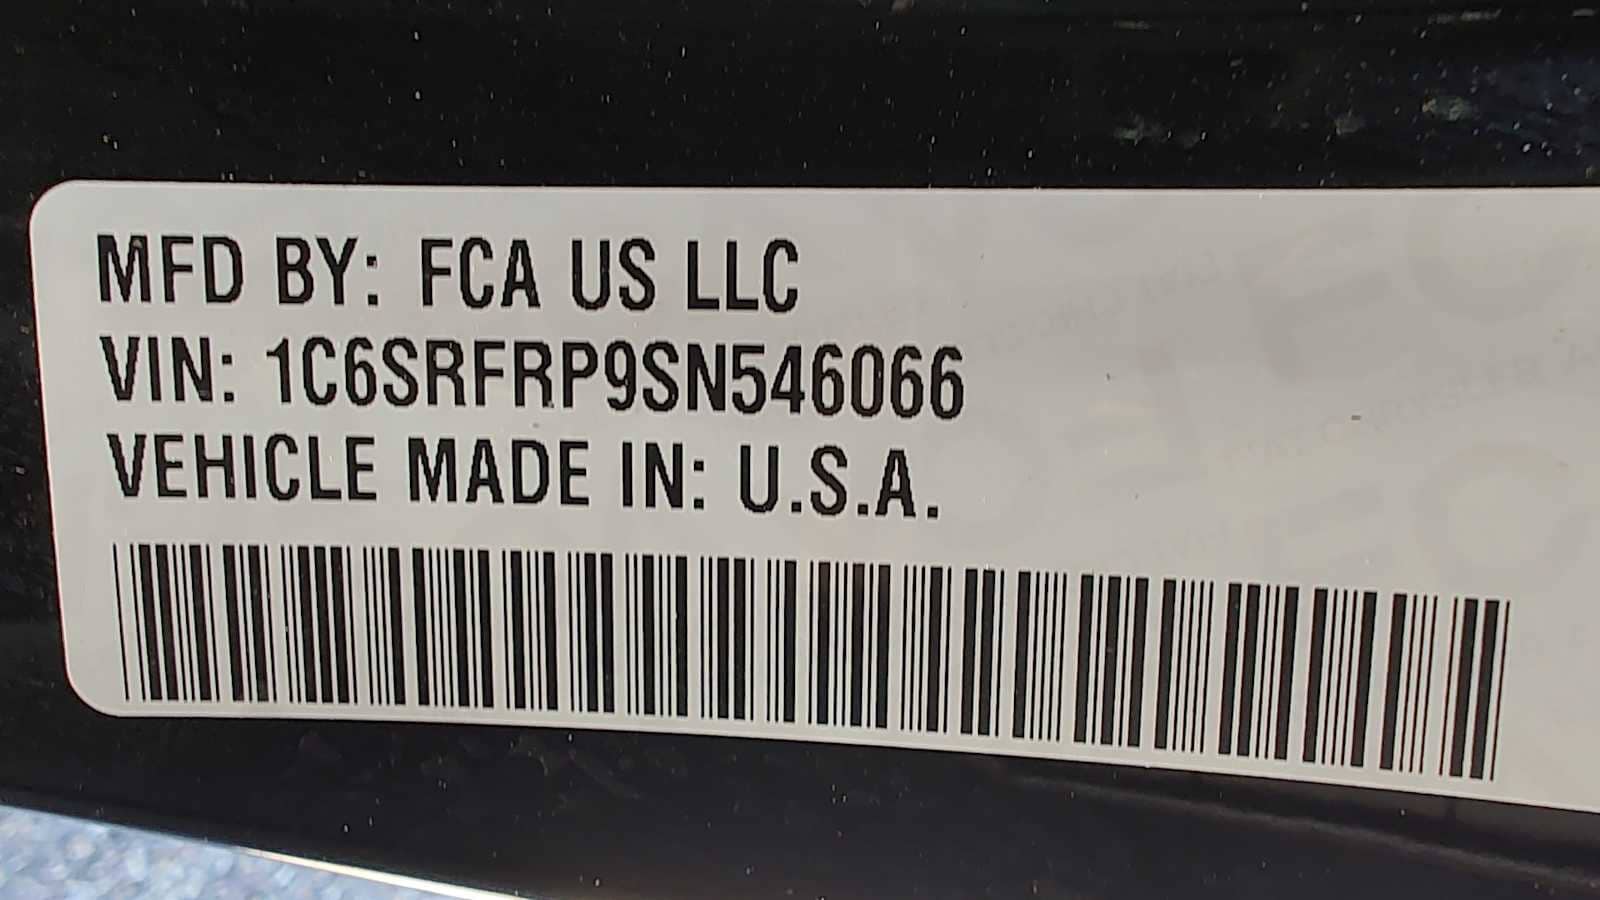 MFD BY: FCA US LLC
VIN: 1C6SRFRP9SN546066
VEHICLE MADE IN: U.S.A.